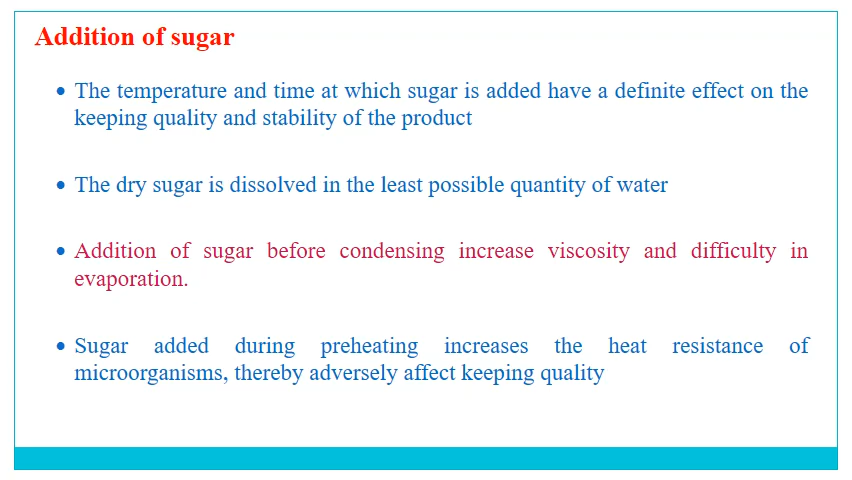 Addition of sugar
• The temperature and time at which sugar is added have a definite effect on the
keeping quality and stability of the product
• The dry sugar is dissolved in the least possible quantity of water
• Addition of sugar before condensing increase viscosity and difficulty in
evaporation.
• Sugar added during preheating increases the heat resistance of
microorganisms, thereby adversely affect keeping quality